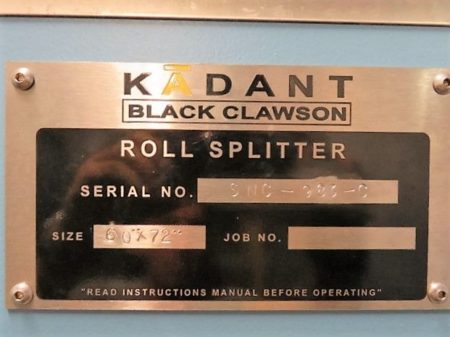 KADANT
BLACK CLAWSON
ROLL SPLITTER
SERIAL NO.
SIZE 60"X72" JOB NO.
"READ INSTRUCTIONS MANUAL BEFORE OPERATING"